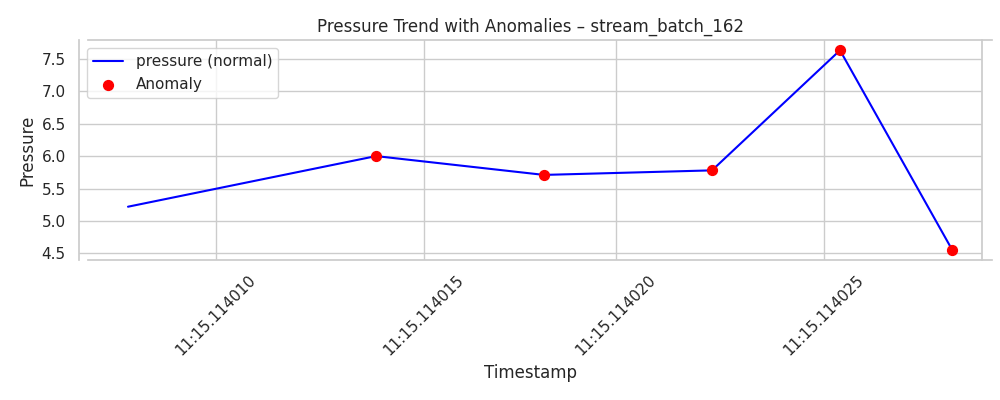 Pressure Trend with Anomalies – stream_batch_162
pressure (normal)
Anomaly
Pressure
7.5
7.0
6.5
6.0
5.5
5.0
4.5
11:15.114010
11:15.114015
11:15.114020
11:15.114025
Timestamp